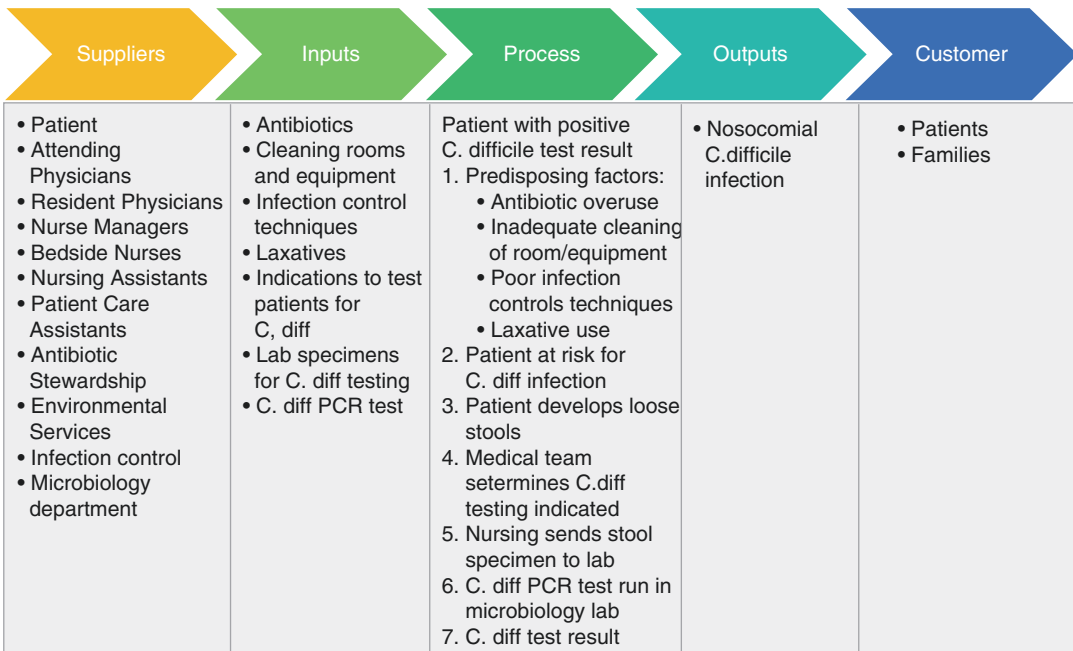 Suppliers
Inputs
Process
Outputs
Customer
• Patient
• Attending
Physicians
• Resident Physicians
• Nurse Managers
• Bedside Nurses
• Nursing Assistants
• Patient Care
Assistants
• Antibiotic
Stewardship
• Environmental
Services
• Infection control
• Microbiology
department
• Antibiotics
• Cleaning rooms
and equipment
• Infection control
techniques
• Laxatives
• Indications to test
patients for
C, diff
• Lab specimens
for C. diff testing
• C. diff PCR test
Patient with positive
C. difficile test result
1. Predisposing factors:
• Antibiotic overuse
• Inadequate cleaning
of room/equipment
• Poor infection
controls techniques
• Laxative use
2. Patient at risk for
C. diff infection
3. Patient develops loose
stools
4. Medical team
setermines C.diff
testing indicated
5. Nursing sends stool
specimen to lab
6. C. diff PCR test run in
microbiology lab
7. C. diff test result
• Nosocomial
C.difficile
infection
• Patients
• Families